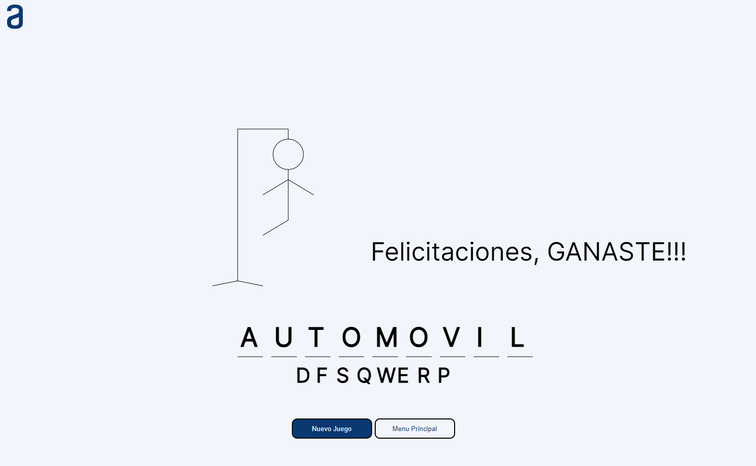 a
Felicitaciones, GANASTE!!!
A U T O M O V I L
D F S Q W E R P
Nuevo Juego Menu Principal